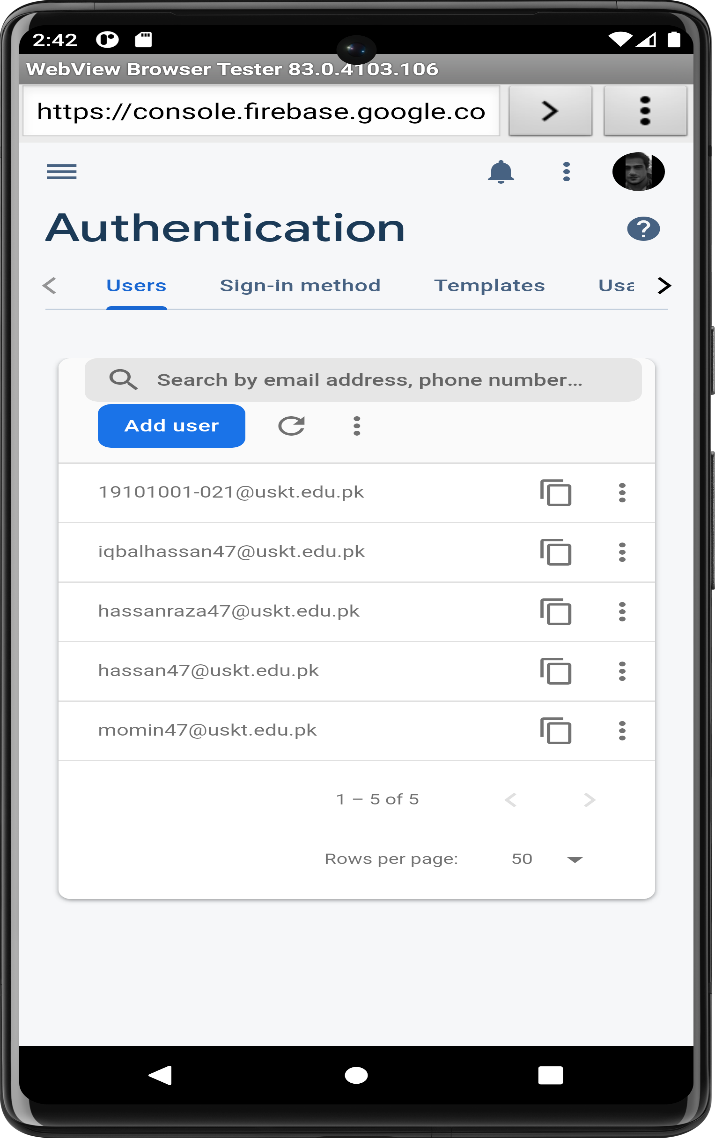 2:42
WebView Browser Tester 83.0.4103.106
https://console.firebase.google.co
Authentication
Users Sign-in method Templates Usa
Search by email address, phone number...
Add user
19101001-021@uskt.edu.pk
iqbalhassan47@uskt.edu.pk
hassanraza47@uskt.edu.pk
hassan47@uskt.edu.pk
momin47@uskt.edu.pk
1 – 5 of 5
Rows per page: 50